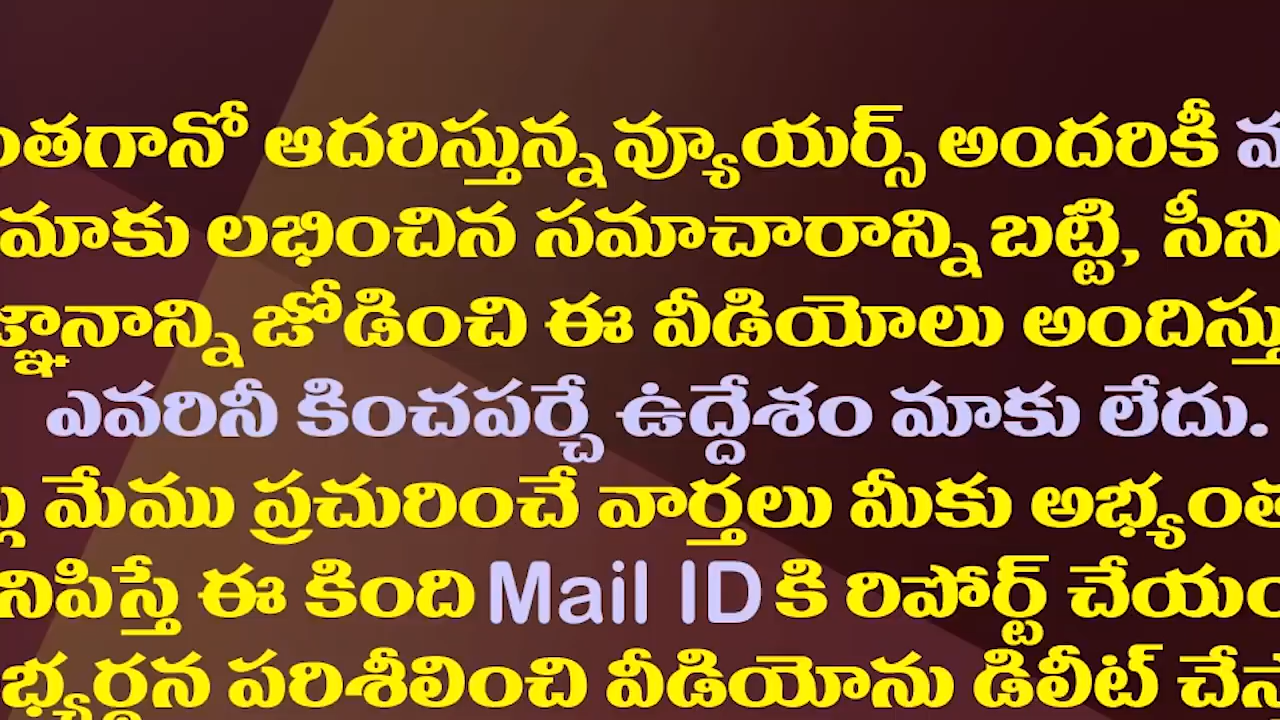 ంతగానో ఆదరిస్తున్న వ్యూయర్స్ అందరికీ
మాకు లభించిన సమాచారాన్ని బట్టి, సీని
జ్ఞానాన్ని జోడించి ఈ వీడియోలు అందిస్తు
ఎవరినీ కించపర్చే ఉద్దేశం మాకు లేదు.
మేము ప్రచురించే వార్తలు మీకు అభ్యంత
నిపిస్తే ఈ కింది Mail ID కి రిపోర్ట్ చేయం
భ్యర్థన పరిశీలించి వీడియోను డిలీట్ చేస